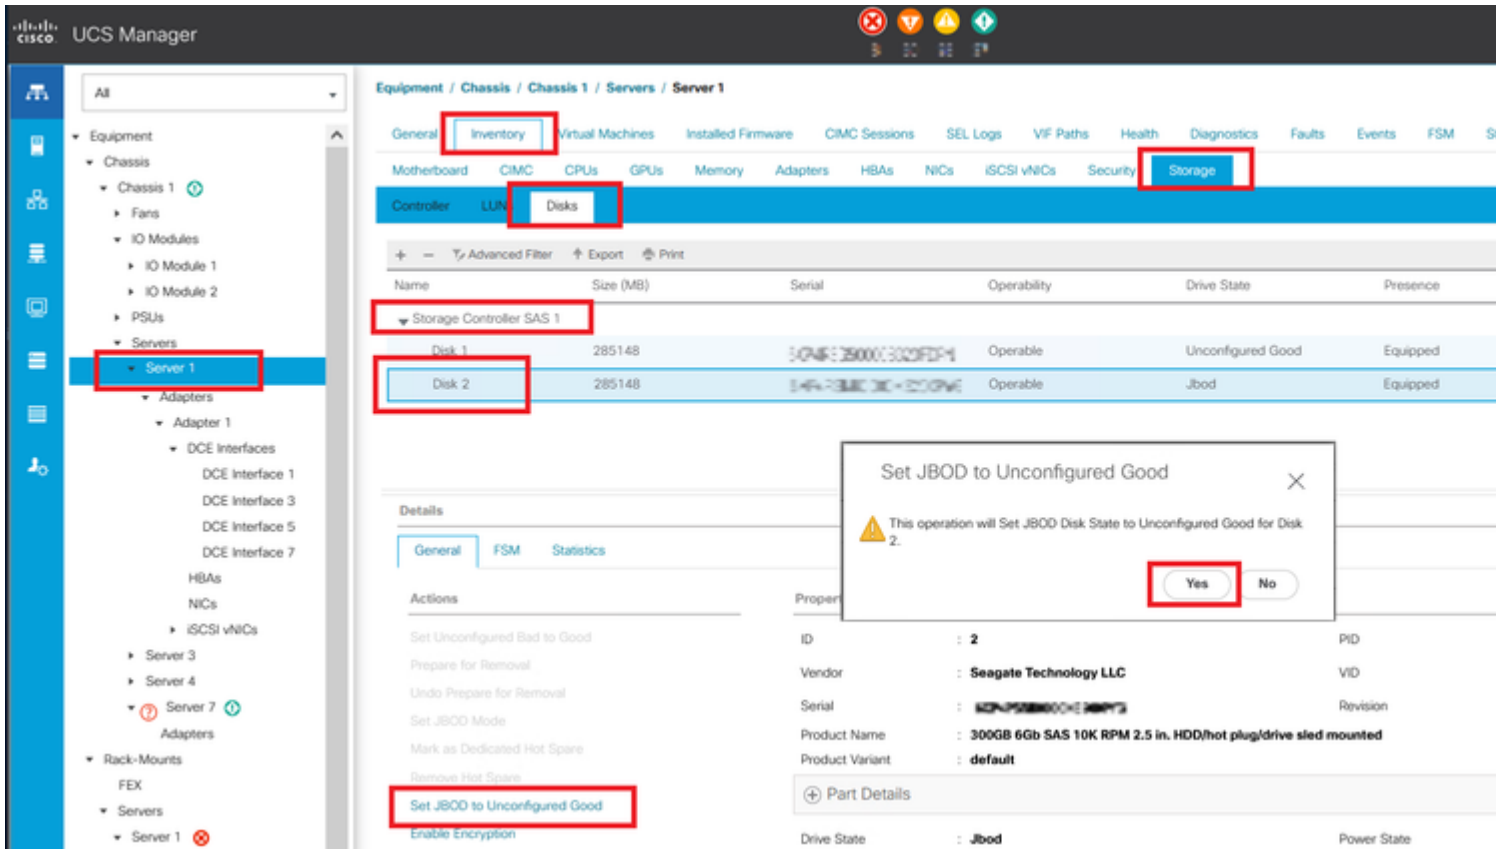 cisco. UCS Manager
All
Equipment
Chassis
Chassis 1
Fans
IO Modules
IO Module 1
IO Module 2
PSUs
Servers
Server 1
Adapters
Adapter 1
DCE Interfaces
DCE Interface 1
DCE Interface 3
DCE Interface 5
DCE Interface 7
HBAs
NICs
iSCSI vNICs
Server 3
Server 4
Server 7
Adapters
Rack-Mounts
FEX
Servers
Server 1
Equipment / Chassis / Chassis 1 / Servers / Server 1
General Inventory Virtual Machines Installed Firmware CIMC Sessions SEL Logs VIF Paths Health Diagnostics Faults Events FSM
Motherboard CIMC CPUs GPUs Memory Adapters HBAs NICs iSCSI vNICs Security Storage
Controller LUN Disks
+ − Advanced Filter Export Print
Name Size (MB) Serial Operability Drive State Presence
Storage Controller SAS 1
Disk 1 285148 Operable Unconfigured Good Equipped
Disk 2 285148 Operable Jbod Equipped
Set JBOD to Unconfigured Good
This operation will Set JBOD Disk State to Unconfigured Good for Disk
2.
Yes No
Details
General FSM Statistics
Actions
Set Unconfigured Bad to Good
Prepare for Removal
Undo Prepare for Removal
Set JBOD Mode
Mark as Dedicated Hot Spare
Remove Hot Spare
Set JBOD to Unconfigured Good
Enable Encryption
Proper
ID : 2 PID
Vendor : Seagate Technology LLC VID
Serial : Revision
Product Name : 300GB 6Gb SAS 10K RPM 2.5 in. HDD/hot plug/drive sled mounted
Product Variant : default
Part Details
Drive State : Jbod Power State